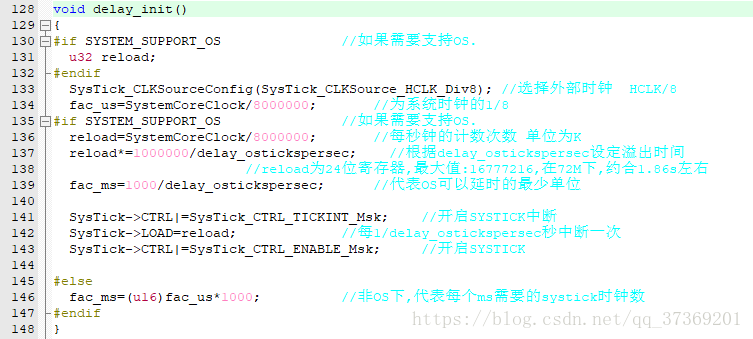 128 void delay_init()
129 {
130 #if SYSTEM_SUPPORT_OS //如果需要支持OS.
131 u32 reload;
132 #endif
133 SysTick_CLKSourceConfig(SysTick_CLKSource_HCLK_Div8); //选择外部时钟 HCLK/8
134 fac_us=SystemCoreClock/8000000; //为系统时钟的1/8
135 #if SYSTEM_SUPPORT_OS //如果需要支持OS.
136 reload=SystemCoreClock/8000000; //每秒钟的计数次数 单位为K
137 reload*=1000000/delay_ostickspersec; //根据delay_ostickspersec设定溢出时间
138 //reload为24位寄存器,最大值:16777216,在72M下,约合1.86s左右
139 fac_ms=1000/delay_ostickspersec; //代表OS可以延时的最少单位
140
141 SysTick->CTRL|=SysTick_CTRL_TICKINT_Msk; //开启SYSTICK中断
142 SysTick->LOAD=reload; //每1/delay_ostickspersec秒中断一次
143 SysTick->CTRL|=SysTick_CTRL_ENABLE_Msk; //开启SYSTICK
144
145 #else
146 fac_ms=(u16)fac_us*1000; //非OS下,代表每个ms需要的systick时钟数
147 #endif
148 }
https://blog.csdn.net/qq_37369201